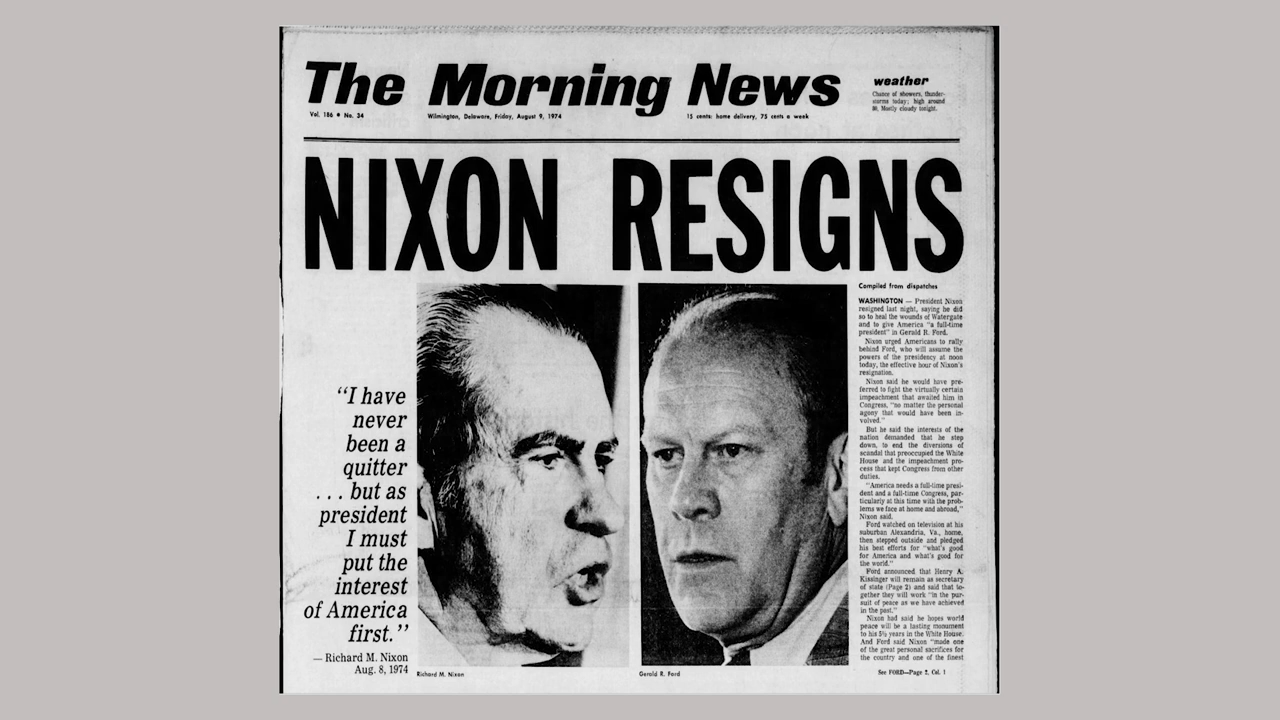 The Morning News
weather
Chance of showers, thunder-
storms today; high around
80. Mostly cloudy tonight.
Vol. 186 • No. 34
Wilmington, Delaware, Friday, August 9, 1974
15 cents: home delivery, 75 cents a week
NIXON RESIGNS
“I have
never
been a
quitter
. . . but as
president
I must
put the
interest
of America
first.”
— Richard M. Nixon
Aug. 8, 1974
Richard M. Nixon
Gerald R. Ford
Compiled from dispatches
WASHINGTON — President Nixon
resigned last night, saying he did
so to heal the wounds of Watergate
and to give America “a full-time
president” in Gerald R. Ford.
Nixon urged Americans to rally
behind Ford, who will assume the
powers of the presidency at noon
today, the effective hour of Nixon's
resignation.
Nixon said he would have pre-
ferred to fight the virtually certain
impeachment that awaited him in
Congress, “no matter the personal
agony that would have been in-
volved.”
But he said the interests of the
nation demanded that he step
down, to end the diversions of
scandal that preoccupied the White
House and the impeachment pro-
cess that kept Congress from other
duties.
“America needs a full-time presi-
dent and a full-time Congress, par-
ticularly at this time with the prob-
lems we face at home and abroad,”
Nixon said.
Ford watched on television at his
suburban Alexandria, Va., home,
then stepped outside and pledged
his best efforts for “what's good
for America and what's good for
the world.”
Ford announced that Henry A.
Kissinger will remain as secretary
of state (Page 2) and said that to-
gether they will work “in the pur-
suit of peace as we have achieved
in the past.”
Nixon had said he hopes world
peace will be a lasting monument
to his 5½ years in the White House.
And Ford said Nixon “made one
of the great personal sacrifices for
the country and one of the finest
See FORD—Page 2, Col. 1